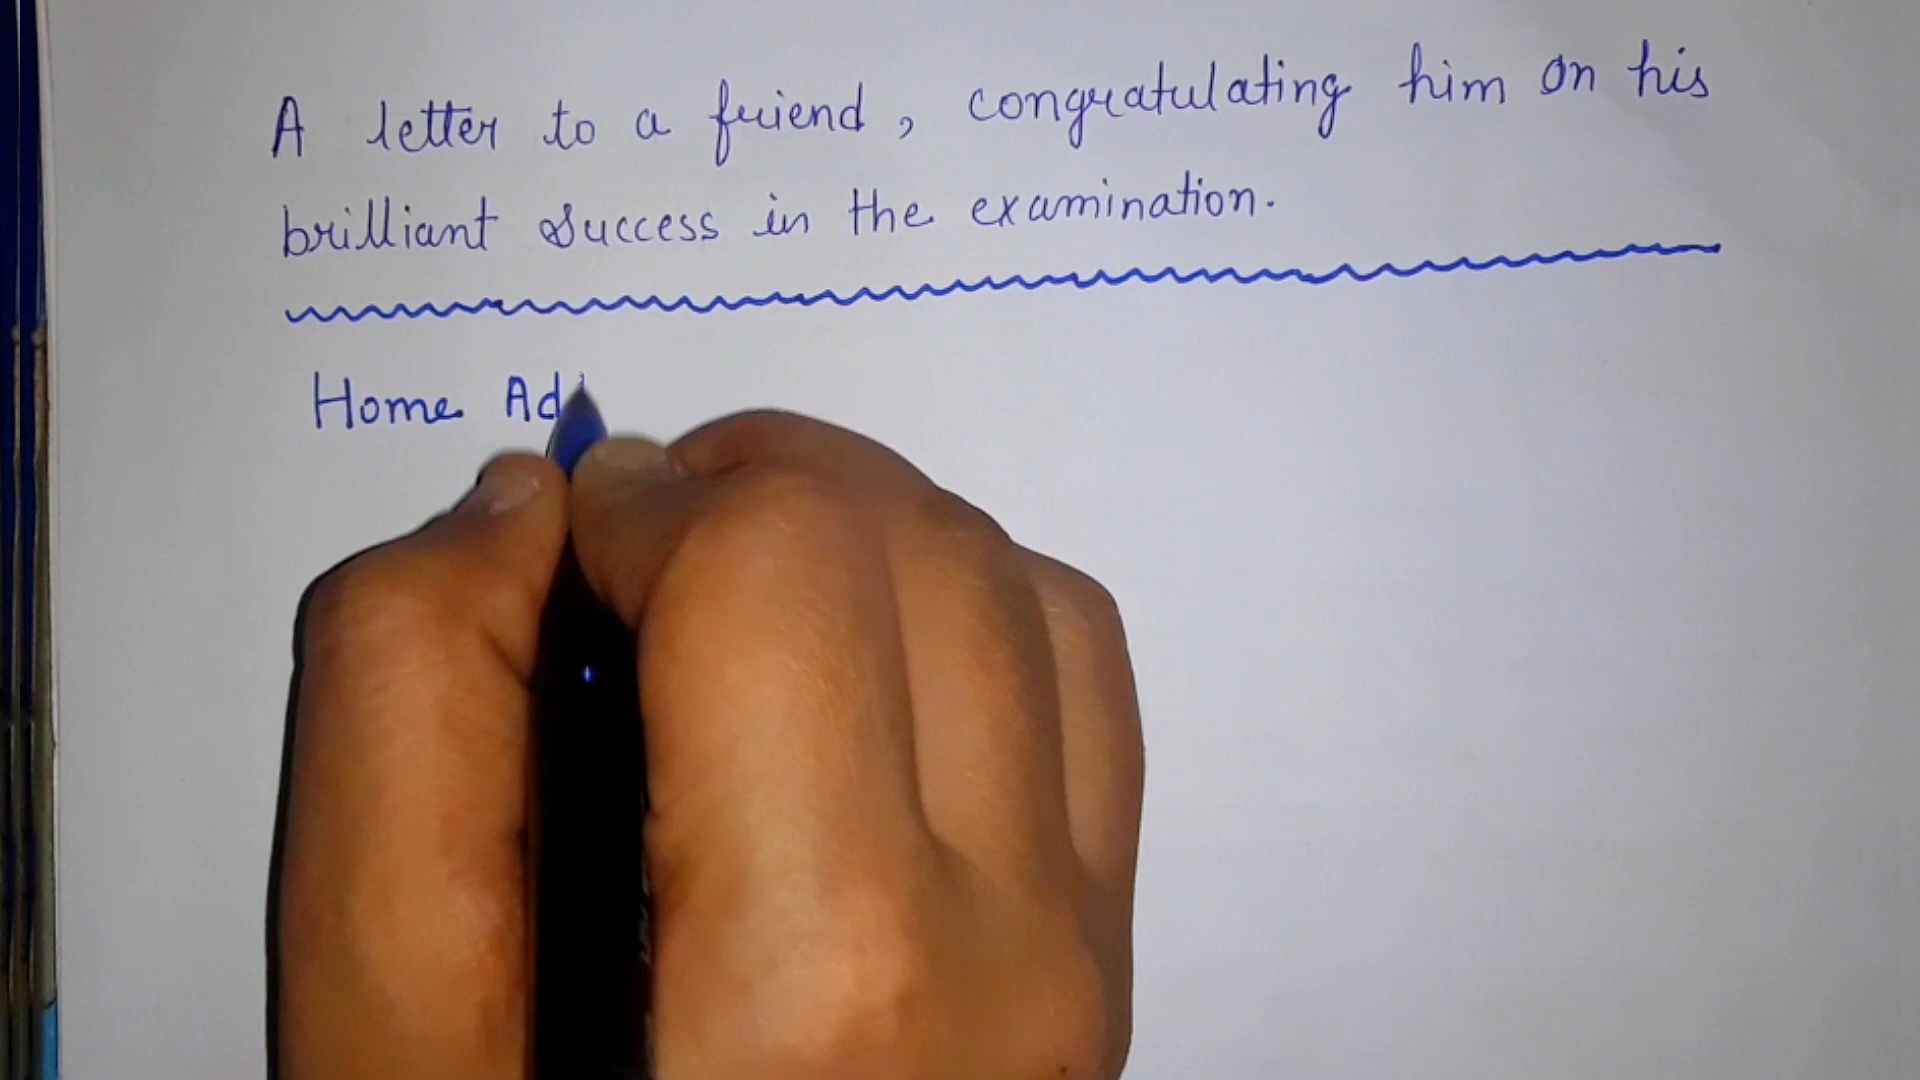 A letter to a friend, congratulating him on his
brilliant success in the examination.
Home Ad